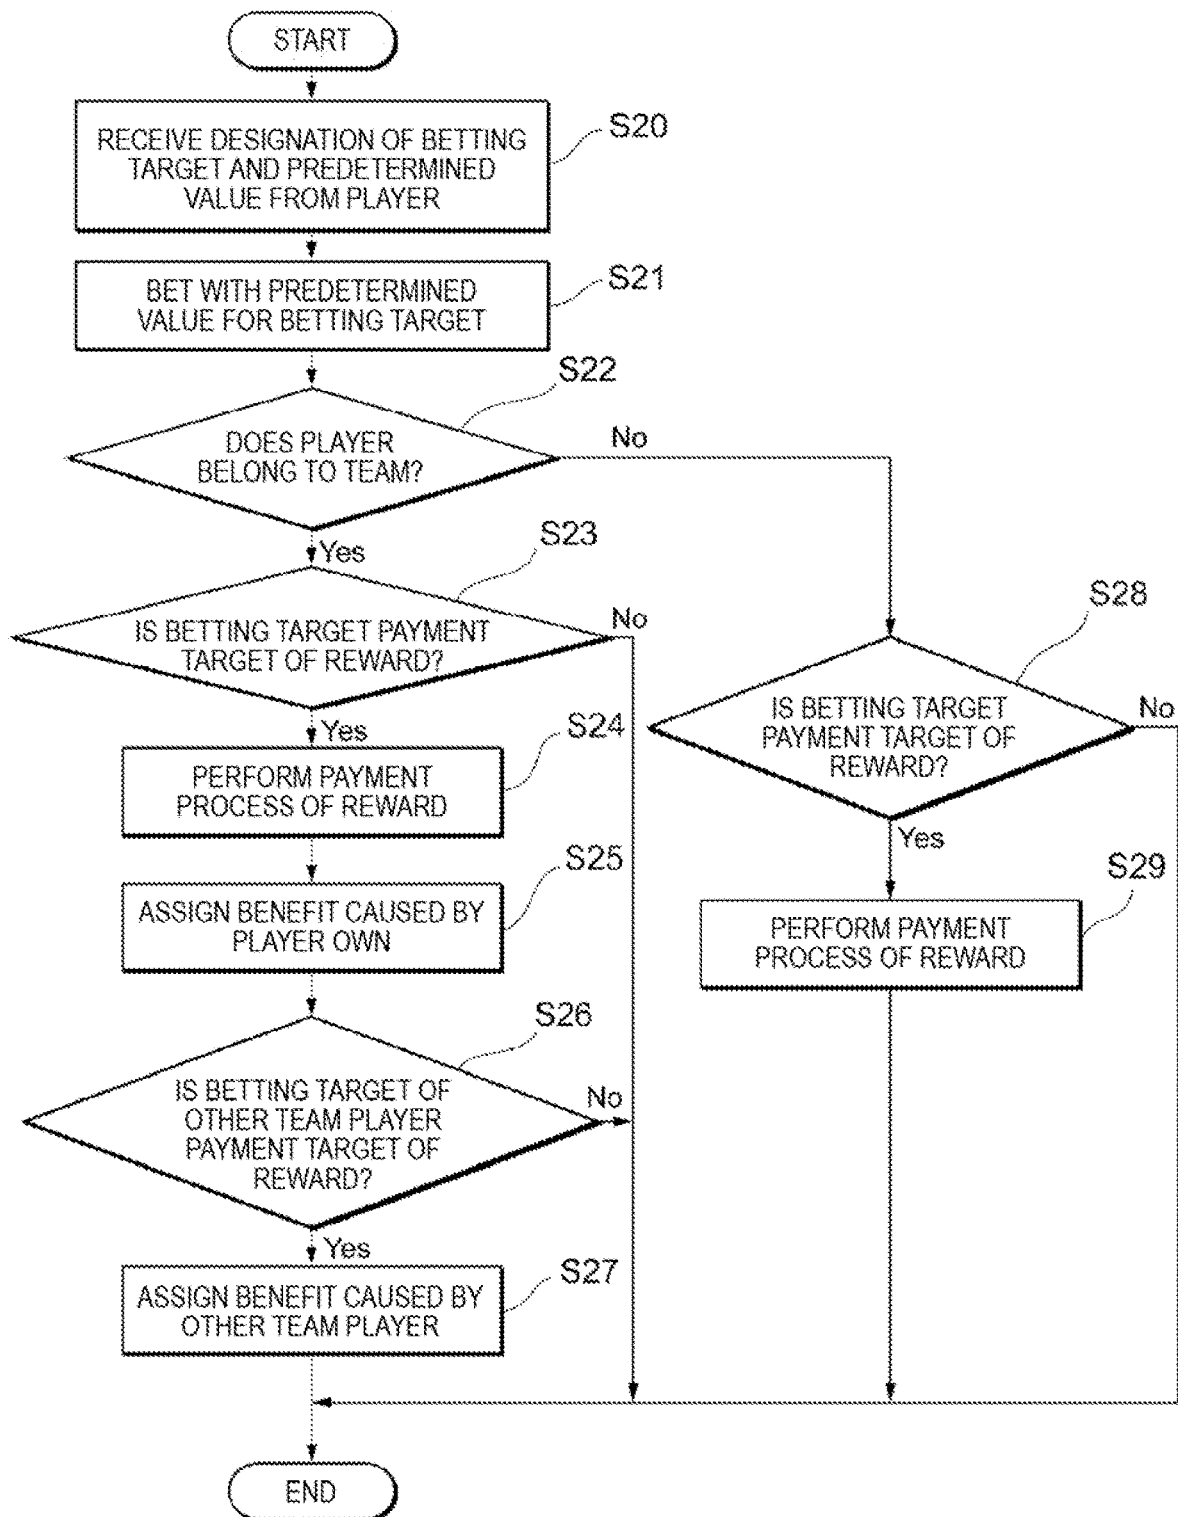 START
RECEIVE DESIGNATION OF BETTING
TARGET AND PREDETERMINED
VALUE FROM PLAYER
S20
BET WITH PREDETERMINED
VALUE FOR BETTING TARGET
S21
S22
DOES PLAYER
BELONG TO TEAM?
No
Yes
S23
IS BETTING TARGET PAYMENT
TARGET OF REWARD?
No
Yes
S24
PERFORM PAYMENT
PROCESS OF REWARD
S25
ASSIGN BENEFIT CAUSED BY
PLAYER OWN
S26
IS BETTING TARGET OF
OTHER TEAM PLAYER
PAYMENT TARGET OF
REWARD?
No
Yes
S27
ASSIGN BENEFIT CAUSED BY
OTHER TEAM PLAYER
S28
IS BETTING TARGET
PAYMENT TARGET OF
REWARD?
No
Yes
S29
PERFORM PAYMENT
PROCESS OF REWARD
END